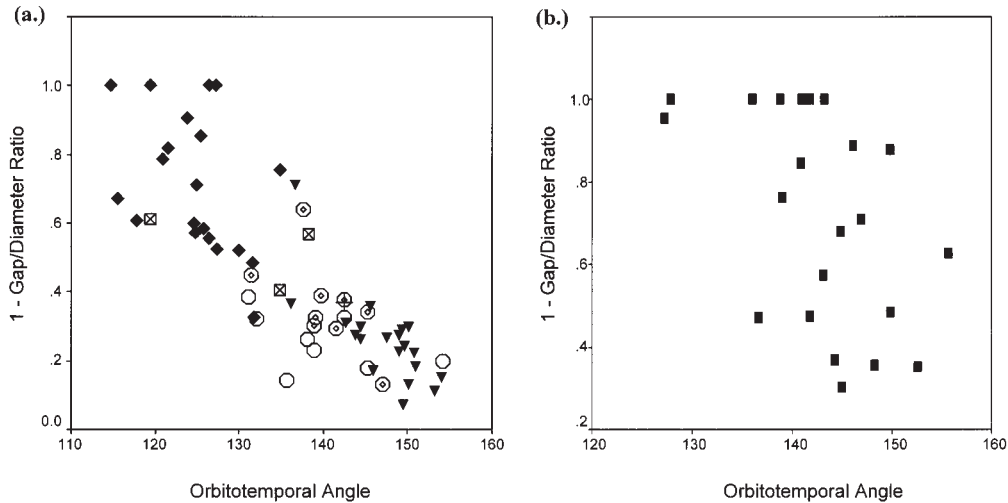 (a.)
1 - Gap/Diameter Ratio
1.0
.8
.6
.4
.2
0.0
110 120 130 140 150 160
Orbitotemporal Angle
(b.)
1 - Gap/Diameter Ratio
1.0
.8
.6
.4
.2
120 130 140 150 160
Orbitotemporal Angle